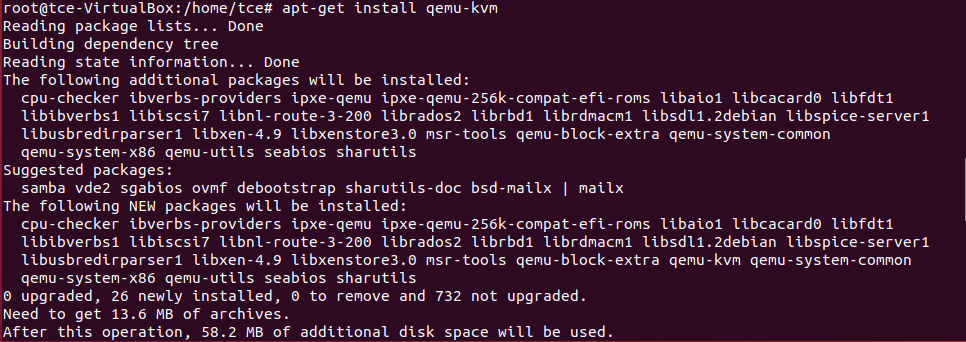 root@tce-VirtualBox:/home/tce# apt-get install qemu-kvm
Reading package lists... Done
Building dependency tree
Reading state information... Done
The following additional packages will be installed:
  cpu-checker ibverbs-providers ipxe-qemu ipxe-qemu-256k-compat-efi-roms libaio1 libcacard0 libfdt1
  libibverbs1 libiscsi7 libnl-route-3-200 librados2 librbd1 librdmacm1 libsdl1.2debian libspice-server1
  libusbredirparser1 libxen-4.9 libxenstore3.0 msr-tools qemu-block-extra qemu-system-common
  qemu-system-x86 qemu-utils seabios sharutils
Suggested packages:
  samba vde2 sgabios ovmf debootstrap sharutils-doc bsd-mailx | mailx
The following NEW packages will be installed:
  cpu-checker ibverbs-providers ipxe-qemu ipxe-qemu-256k-compat-efi-roms libaio1 libcacard0 libfdt1
  libibverbs1 libiscsi7 libnl-route-3-200 librados2 librbd1 librdmacm1 libsdl1.2debian libspice-server1
  libusbredirparser1 libxen-4.9 libxenstore3.0 msr-tools qemu-block-extra qemu-kvm qemu-system-common
  qemu-system-x86 qemu-utils seabios sharutils
0 upgraded, 26 newly installed, 0 to remove and 732 not upgraded.
Need to get 13.6 MB of archives.
After this operation, 58.2 MB of additional disk space will be used.